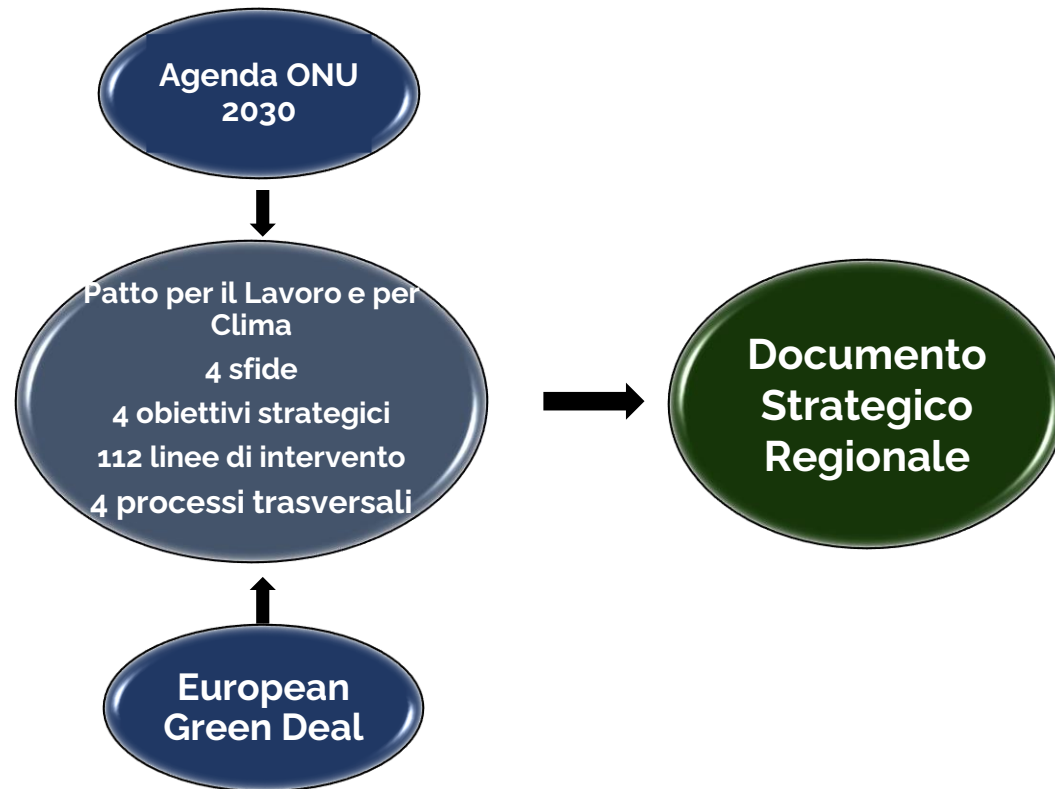 Agenda ONU
2030
Patto per il Lavoro e per
Clima
4 sfide
4 obiettivi strategici
112 linee di intervento
4 processi trasversali
Documento
Strategico
Regionale
European
Green Deal